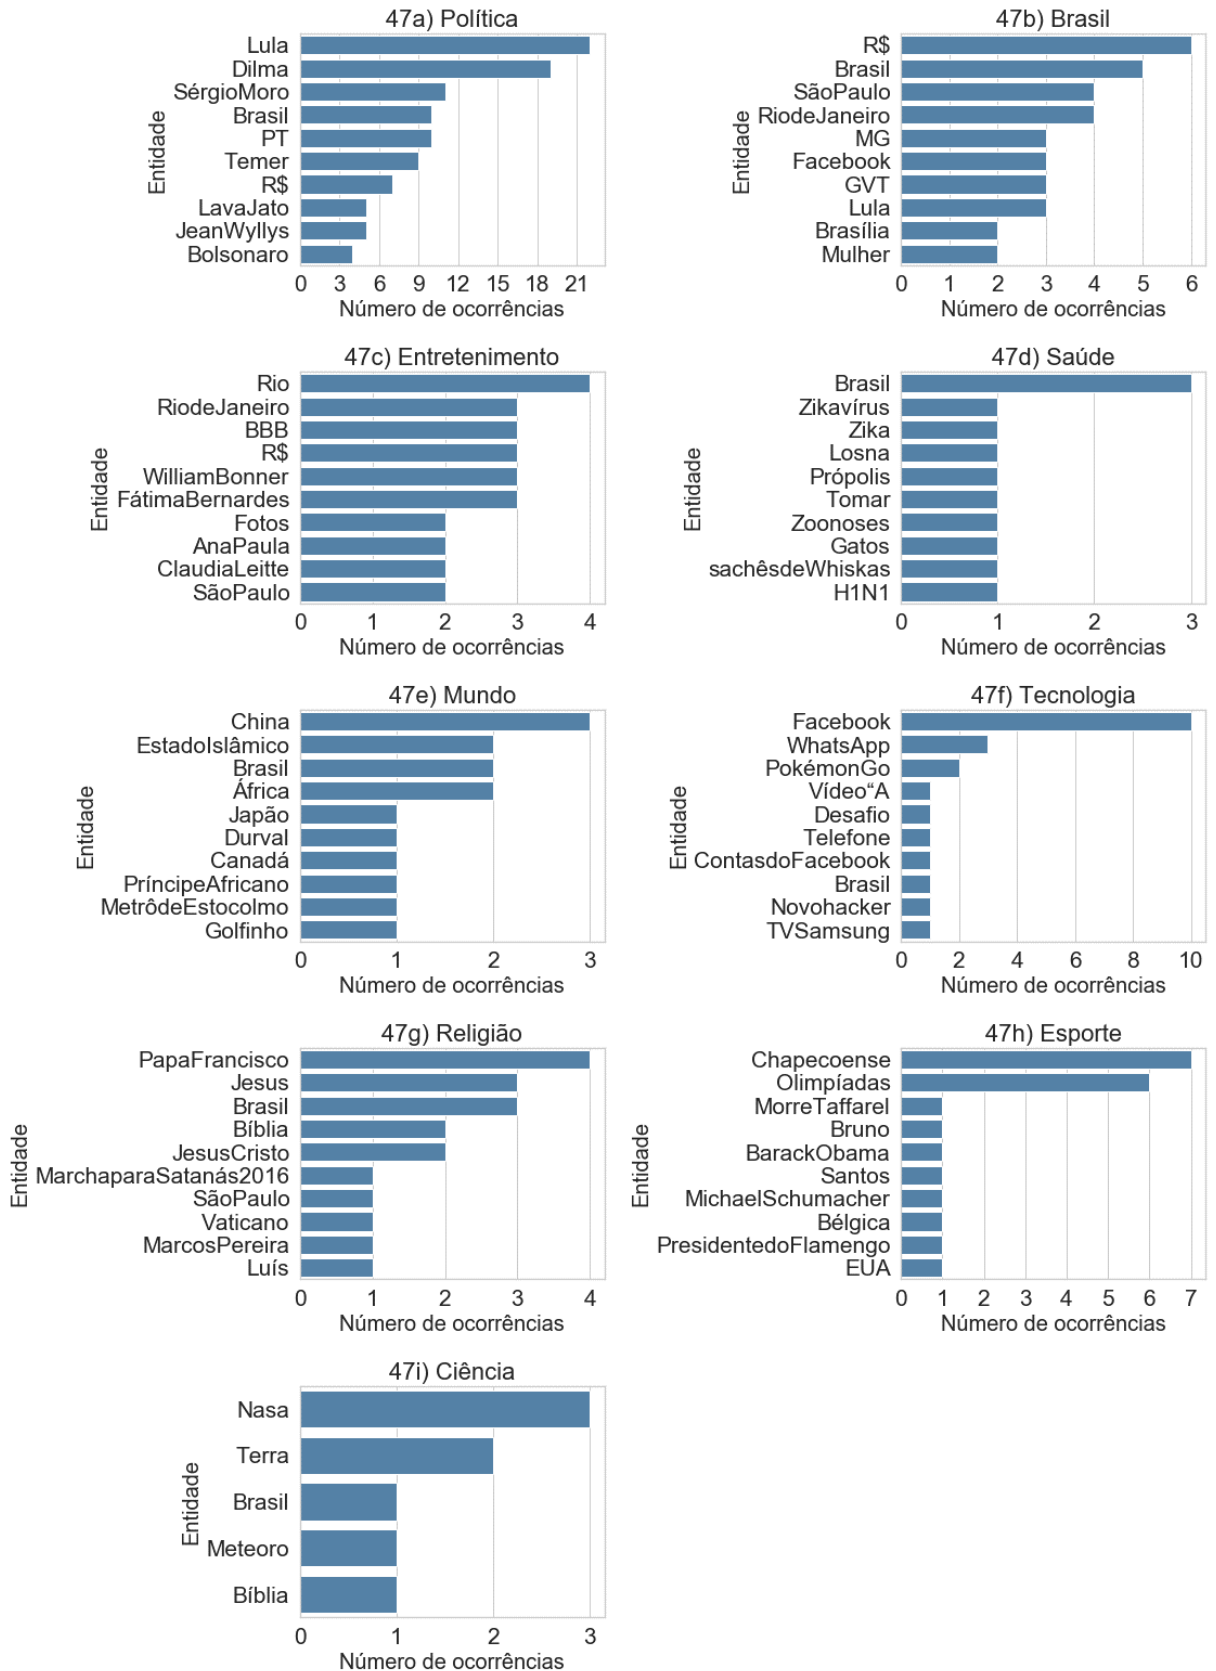 47a) Política
Entidade
Lula
Dilma
SérgioMoro
Brasil
PT
Temer
R$
LavaJato
JeanWyllys
Bolsonaro
0 3 6 9 12 15 18 21
Número de ocorrências
47b) Brasil
Entidade
R$
Brasil
SãoPaulo
RiodeJaneiro
MG
Facebook
GVT
Lula
Brasília
Mulher
0 1 2 3 4 5 6
Número de ocorrências
47c) Entretenimento
Entidade
Rio
RiodeJaneiro
BBB
R$
WilliamBonner
FátimaBernardes
Fotos
AnaPaula
ClaudiaLeitte
SãoPaulo
0 1 2 3 4
Número de ocorrências
47d) Saúde
Entidade
Brasil
Zikavírus
Zika
Losna
Própolis
Tomar
Zoonoses
Gatos
sachêsdeWhiskas
H1N1
0 1 2 3
Número de ocorrências
47e) Mundo
Entidade
China
EstadoIslâmico
Brasil
África
Japão
Durval
Canadá
PríncipeAfricano
MetrôdeEstocolmo
Golfinho
0 1 2 3
Número de ocorrências
47f) Tecnologia
Entidade
Facebook
WhatsApp
PokémonGo
Vídeo“A
Desafio
Telefone
ContasdoFacebook
Brasil
Novohacker
TVSamsung
0 2 4 6 8 10
Número de ocorrências
47g) Religião
Entidade
PapaFrancisco
Jesus
Brasil
Bíblia
JesusCristo
MarchaparaSatanás2016
SãoPaulo
Vaticano
MarcosPereira
Luís
0 1 2 3 4
Número de ocorrências
47h) Esporte
Entidade
Chapecoense
Olimpíadas
MorreTaffarel
Bruno
BarackObama
Santos
MichaelSchumacher
Bélgica
PresidentedoFlamengo
EUA
0 1 2 3 4 5 6 7
Número de ocorrências
47i) Ciência
Entidade
Nasa
Terra
Brasil
Meteoro
Bíblia
0 1 2 3
Número de ocorrências